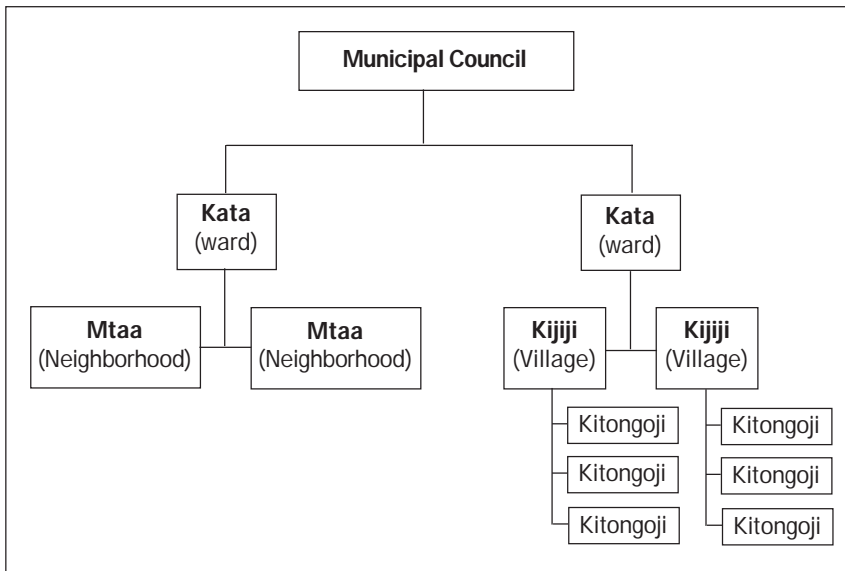 Municipal Council
Kata
(ward)
Kata
(ward)
Mtaa
(Neighborhood)
Mtaa
(Neighborhood)
Kijiji
(Village)
Kijiji
(Village)
Kitongoji
Kitongoji
Kitongoji
Kitongoji
Kitongoji
Kitongoji